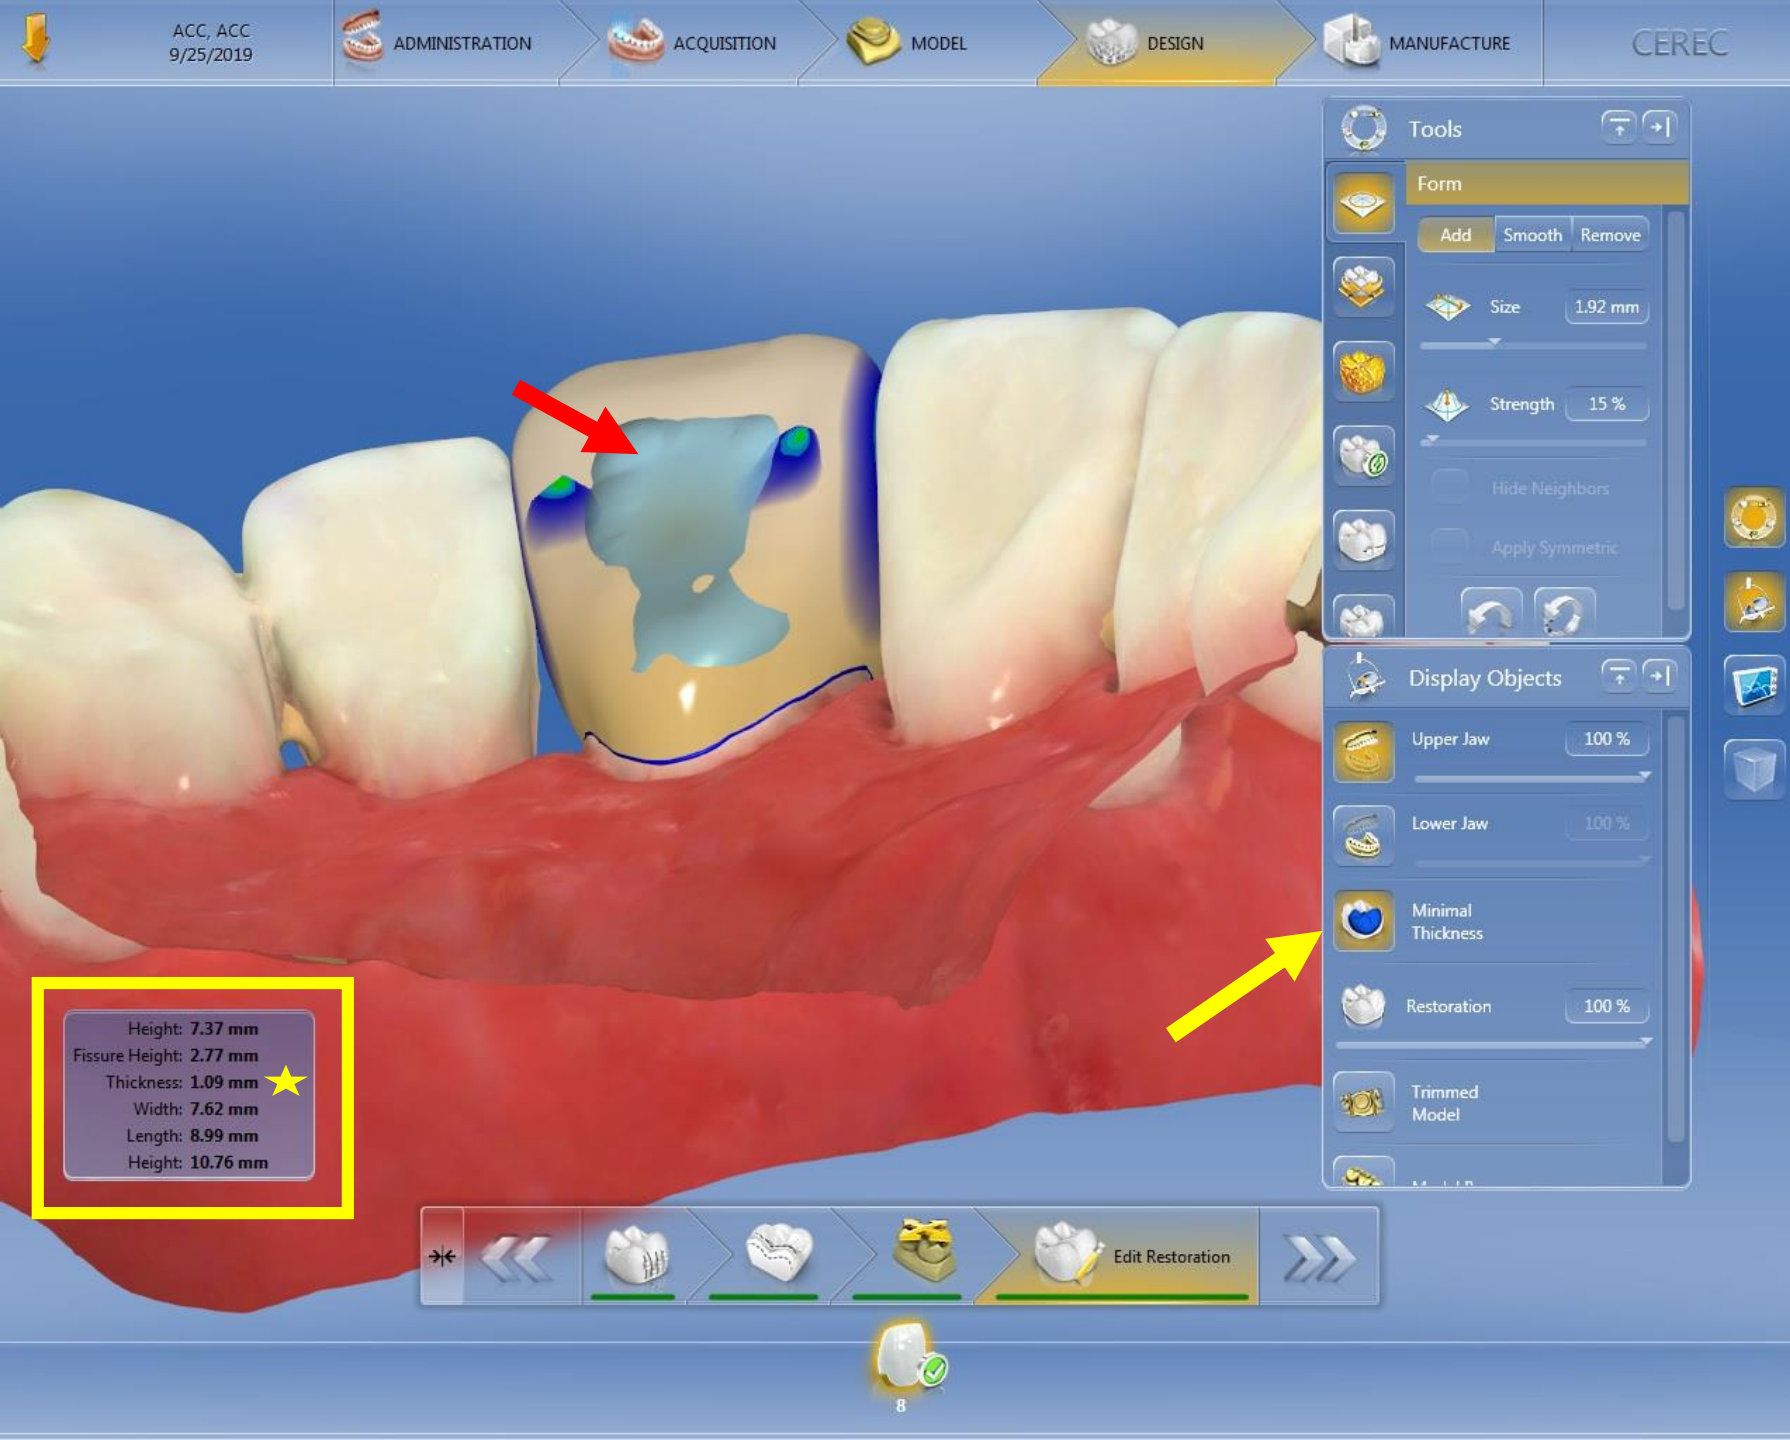 ACC, ACC
9/25/2019
ADMINISTRATION
ACQUISITION
MODEL
DESIGN
MANUFACTURE
CEREC
Tools
Form
Add Smooth Remove
Size 1.92 mm
Strength 15 %
Hide Neighbors
Apply Symmetric
Display Objects
Upper Jaw 100 %
Lower Jaw 100 %
Minimal
Thickness
Restoration 100 %
Trimmed
Model
Height: 7.37 mm
Fissure Height: 2.77 mm
Thickness: 1.09 mm
Width: 7.62 mm
Length: 8.99 mm
Height: 10.76 mm
Edit Restoration
8